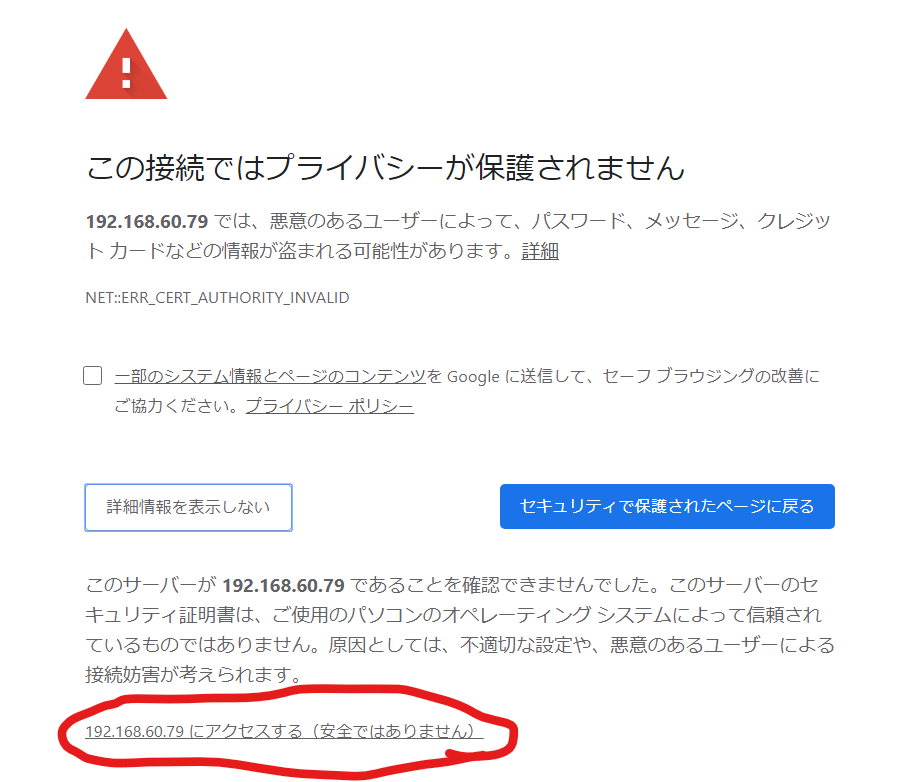 この接続ではプライバシーが保護されません
192.168.60.79 では、悪意のあるユーザーによって、パスワード、メッセージ、クレジッ
ト カードなどの情報が盗まれる可能性があります。詳細
NET::ERR_CERT_AUTHORITY_INVALID
一部のシステム情報とページのコンテンツを Google に送信して、セーフ ブラウジングの改善に
ご協力ください。プライバシー ポリシー
詳細情報を表示しない
セキュリティで保護されたページに戻る
このサーバーが 192.168.60.79 であることを確認できませんでした。このサーバーのセ
キュリティ証明書は、ご使用のパソコンのオペレーティング システムによって信頼され
ているものではありません。原因としては、不適切な設定や、悪意のあるユーザーによる
接続妨害が考えられます。
192.168.60.79 にアクセスする（安全ではありません）